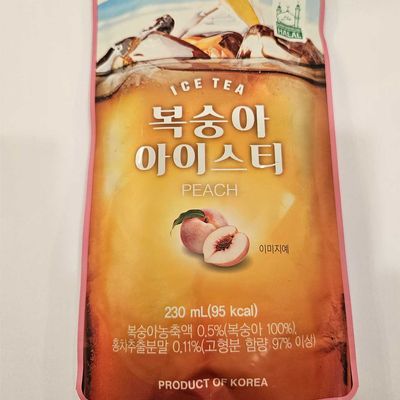 HALAL
ICE TEA
복숭아
아이스티
PEACH
이미지예
230 mL(95 kcal)
복숭아농축액 0.5%(복숭아 100%),
홍차추출분말 0.11%(고형분 함량 97% 이상)
PRODUCT OF KOREA